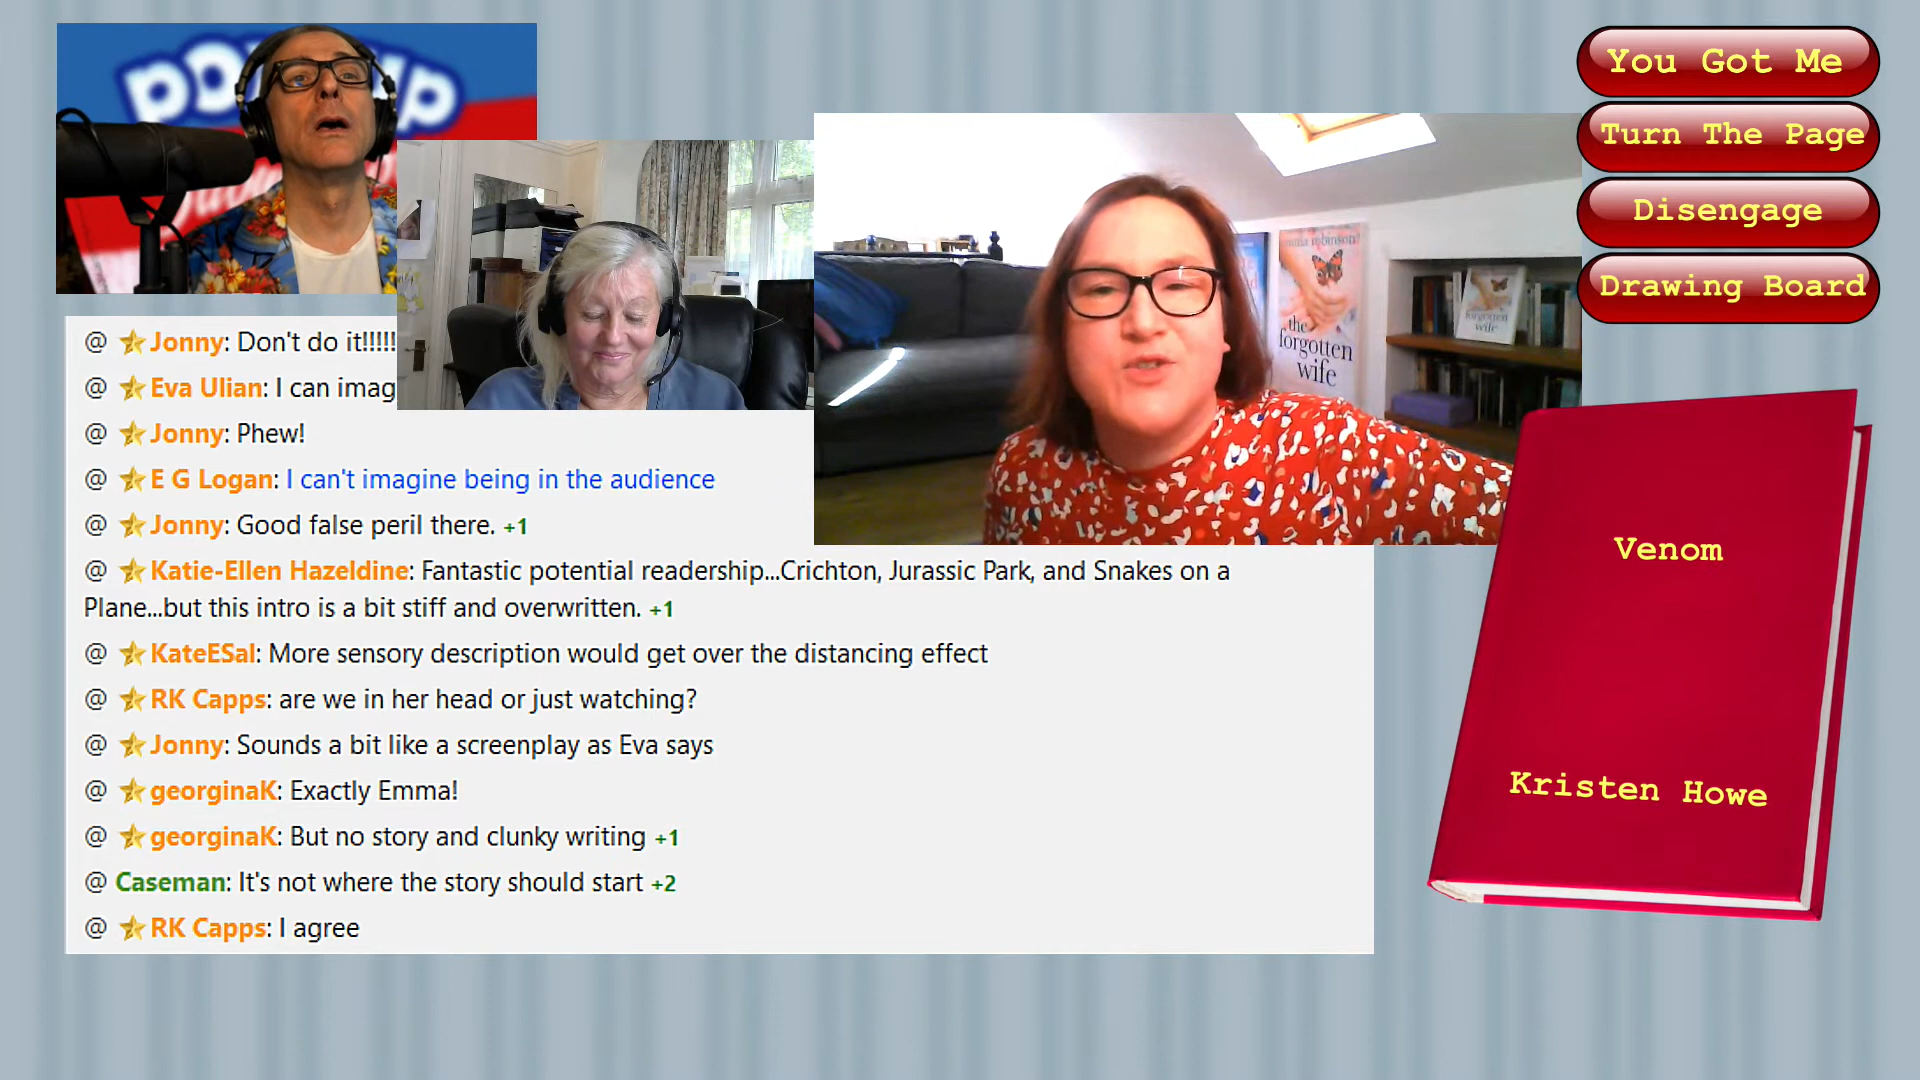 You Got Me
Turn The Page
Disengage
Drawing Board
@ Jonny: Don't do it!!!!!
@ Eva Ulian: I can imag
@ Jonny: Phew!
@ E G Logan: I can't imagine being in the audience
@ Jonny: Good false peril there. +1
@ Katie-Ellen Hazeldine: Fantastic potential readership...Crichton, Jurassic Park, and Snakes on a
Plane...but this intro is a bit stiff and overwritten. +1
@ KateESal: More sensory description would get over the distancing effect
@ RK Capps: are we in her head or just watching?
@ Jonny: Sounds a bit like a screenplay as Eva says
@ georginaK: Exactly Emma!
@ georginaK: But no story and clunky writing +1
@ Caseman: It's not where the story should start +2
@ RK Capps: I agree
robinson
the
forgotten
wife
forgotten
wife
Venom
Kristen Howe